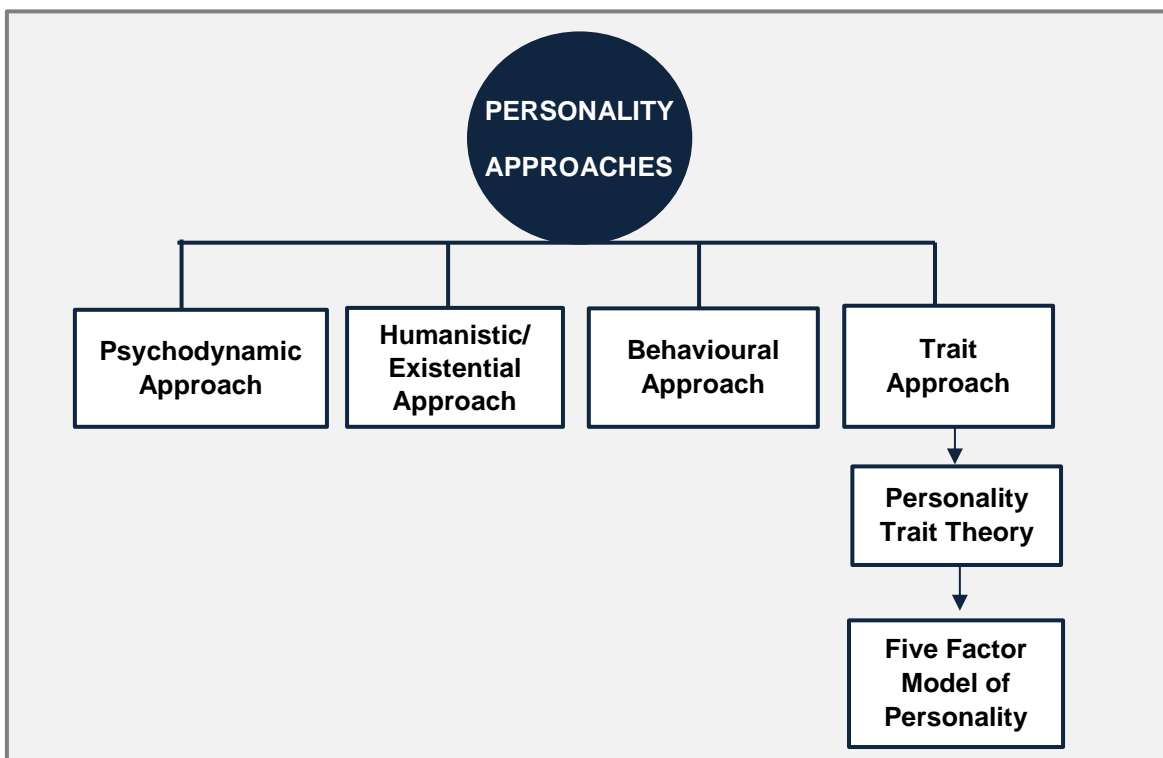 PERSONALITY
APPROACHES
Psychodynamic
Approach
Humanistic/
Existential
Approach
Behavioural
Approach
Trait
Approach
Personality
Trait Theory
Five Factor
Model of
Personality